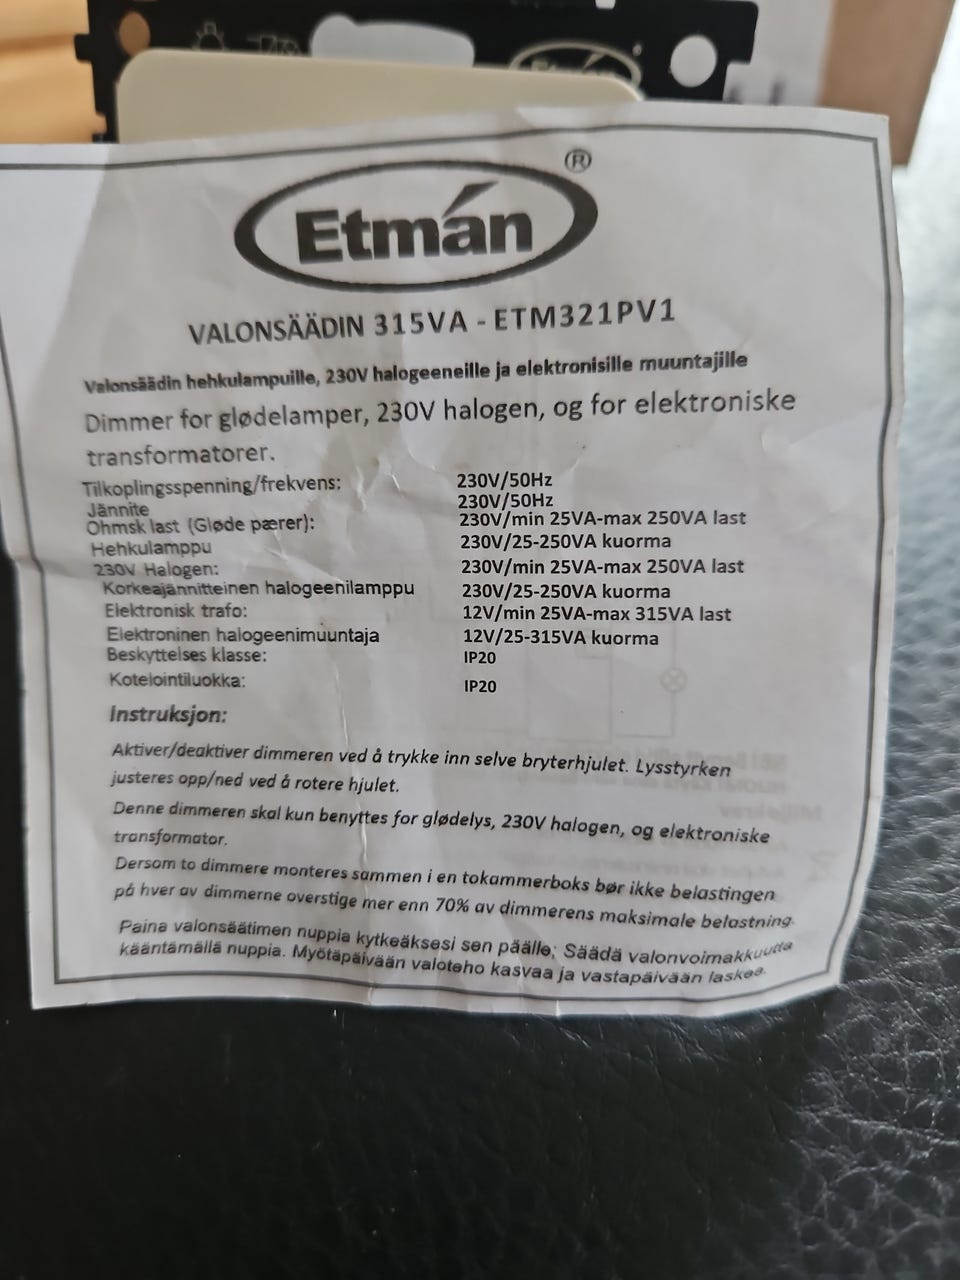 Etmán
Etmán ®
VALONSÄÄDIN 315VA - ETM321PV1
Valonsäädin hehkulampuille, 230V halogeeneille ja elektronisille muuntajille
Dimmer for glødelamper, 230V halogen, og for elektroniske
transformatorer.
Tilkoplingsspenning/frekvens: 230V/50Hz
Jännite 230V/50Hz
Ohmsk last (Gløde pærer): 230V/min 25VA-max 250VA last
Hehkulamppu 230V/25-250VA kuorma
230V Halogen: 230V/min 25VA-max 250VA last
Korkeajännitteinen halogeenilamppu 230V/25-250VA kuorma
Elektronisk trafo: 12V/min 25VA-max 315VA last
Elektroninen halogeenimuuntaja 12V/25-315VA kuorma
Beskyttelses klasse: IP20
Kotelointiluokka: IP20
Instruksjon:
Aktiver/deaktiver dimmeren ved å trykke inn selve bryterhjulet. Lysstyrken
justeres opp/ned ved å rotere hjulet.
Denne dimmeren skal kun benyttes for glødelys, 230V halogen, og elektroniske
transformator.
Dersom to dimmere monteres sammen i en tokammerboks bør ikke belastingen
på hver av dimmerne overstige mer enn 70% av dimmerens maksimale belastning.
Paina valonsäätimen nuppia kytkeäksesi sen päälle; Säädä valonvoimakkuutta
kääntämällä nuppia. Myötäpäivään valoteho kasvaa ja vastapäivään laskee.